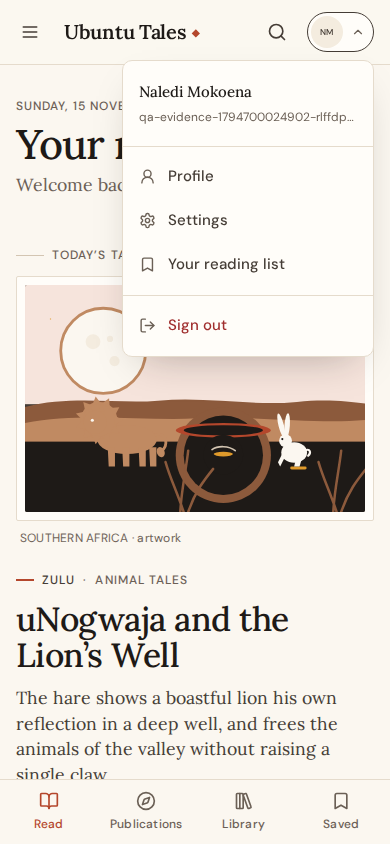 Ubuntu Tales
NM
Naledi Mokoena
qa-evidence-1794700024902-rlffdp…
SUNDAY, 15 NOVE
Your
Welcome bac
Profile
Settings
Your reading list
Sign out
TODAY'S TA
SOUTHERN AFRICA · artwork
ZULU · ANIMAL TALES
uNogwaja and the
Lion's Well
The hare shows a boastful lion his own
reflection in a deep well, and frees the
animals of the valley without raising a
single claw
Read
Publications
Library
Saved